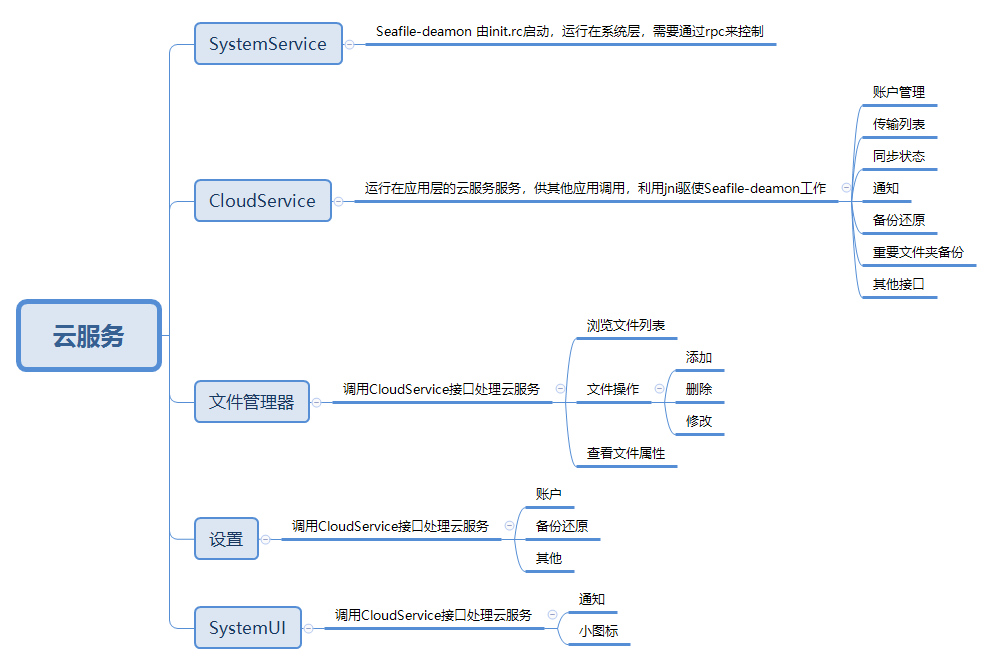 云服务
SystemService
Seafile-deamon 由init.rc启动，运行在系统层，需要通过rpc来控制
CloudService
运行在应用层的云服务服务，供其他应用调用，利用jni驱使Seafile-deamon工作
账户管理
传输列表
同步状态
通知
备份还原
重要文件夹备份
其他接口
文件管理器
调用CloudService接口处理云服务
浏览文件列表
文件操作
添加
删除
修改
查看文件属性
设置
调用CloudService接口处理云服务
账户
备份还原
其他
SystemUI
调用CloudService接口处理云服务
通知
小图标